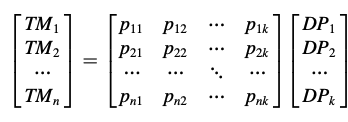 TM₁ p₁₁ p₁₂ ⋯ p₁ₖ DP₁
TM₂ = p₂₁ p₂₂ ⋯ p₂ₖ DP₂
⋯ ⋯ ⋯ ⋱ ⋯ ⋯
TMₙ pₙ₁ pₙ₂ ⋯ pₙₖ DPₖ